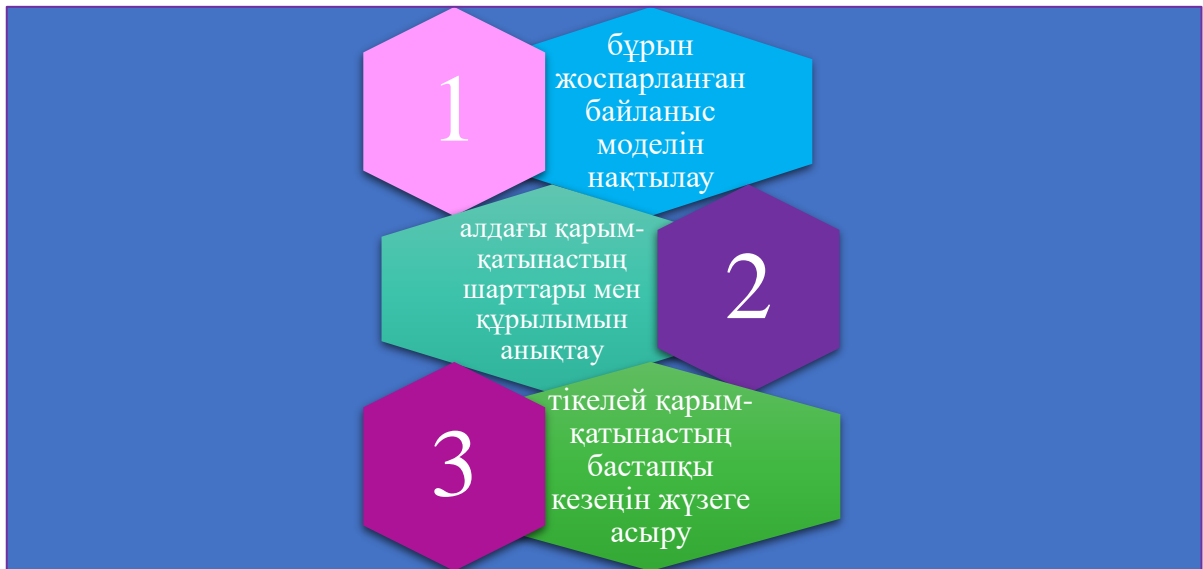 1
бұрын
жоспарланған
байланыс
моделін
нақтылау
алдағы қарым-
қатынастың
шарттары мен
құрылымын
анықтау
2
3
тікелей қарым-
қатынастың
бастапқы
кезеңін жүзеге
асыру